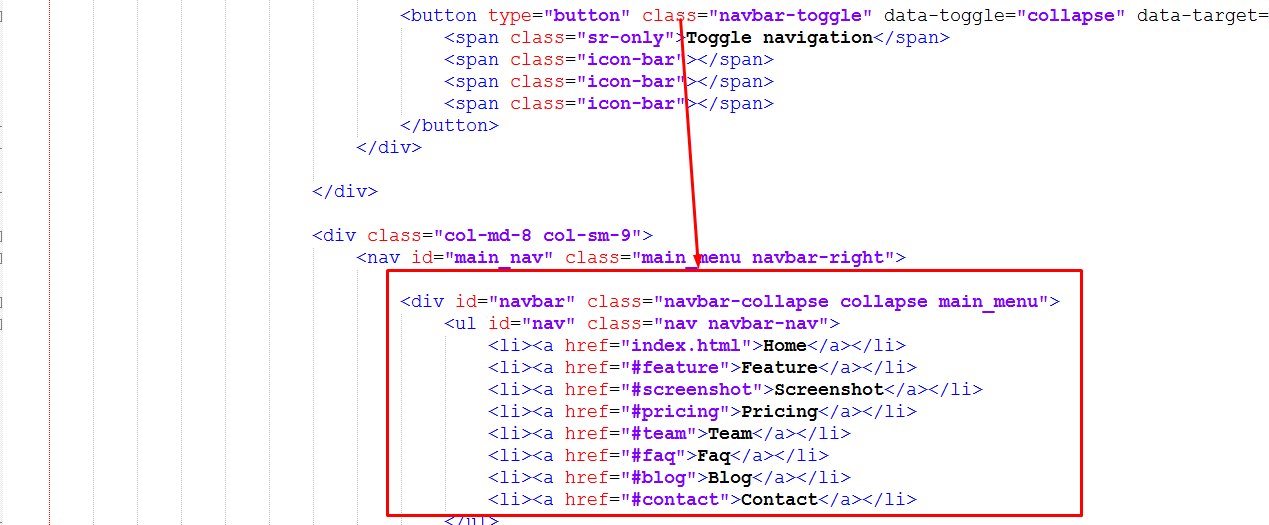 <button type="button" class="navbar-toggle" data-toggle="collapse" data-target=
<span class="sr-only">Toggle navigation</span>
<span class="icon-bar"></span>
<span class="icon-bar"></span>
<span class="icon-bar"></span>
</button>
</div>
</div>
<div class="col-md-8 col-sm-9">
<nav id="main_nav" class="main_menu navbar-right">
<div id="navbar" class="navbar-collapse collapse main_menu">
<ul id="nav" class="nav navbar-nav">
<li><a href="index.html">Home</a></li>
<li><a href="#feature">Feature</a></li>
<li><a href="#screenshot">Screenshot</a></li>
<li><a href="#pricing">Pricing</a></li>
<li><a href="#team">Team</a></li>
<li><a href="#faq">Faq</a></li>
<li><a href="#blog">Blog</a></li>
<li><a href="#contact">Contact</a></li>
</ul>